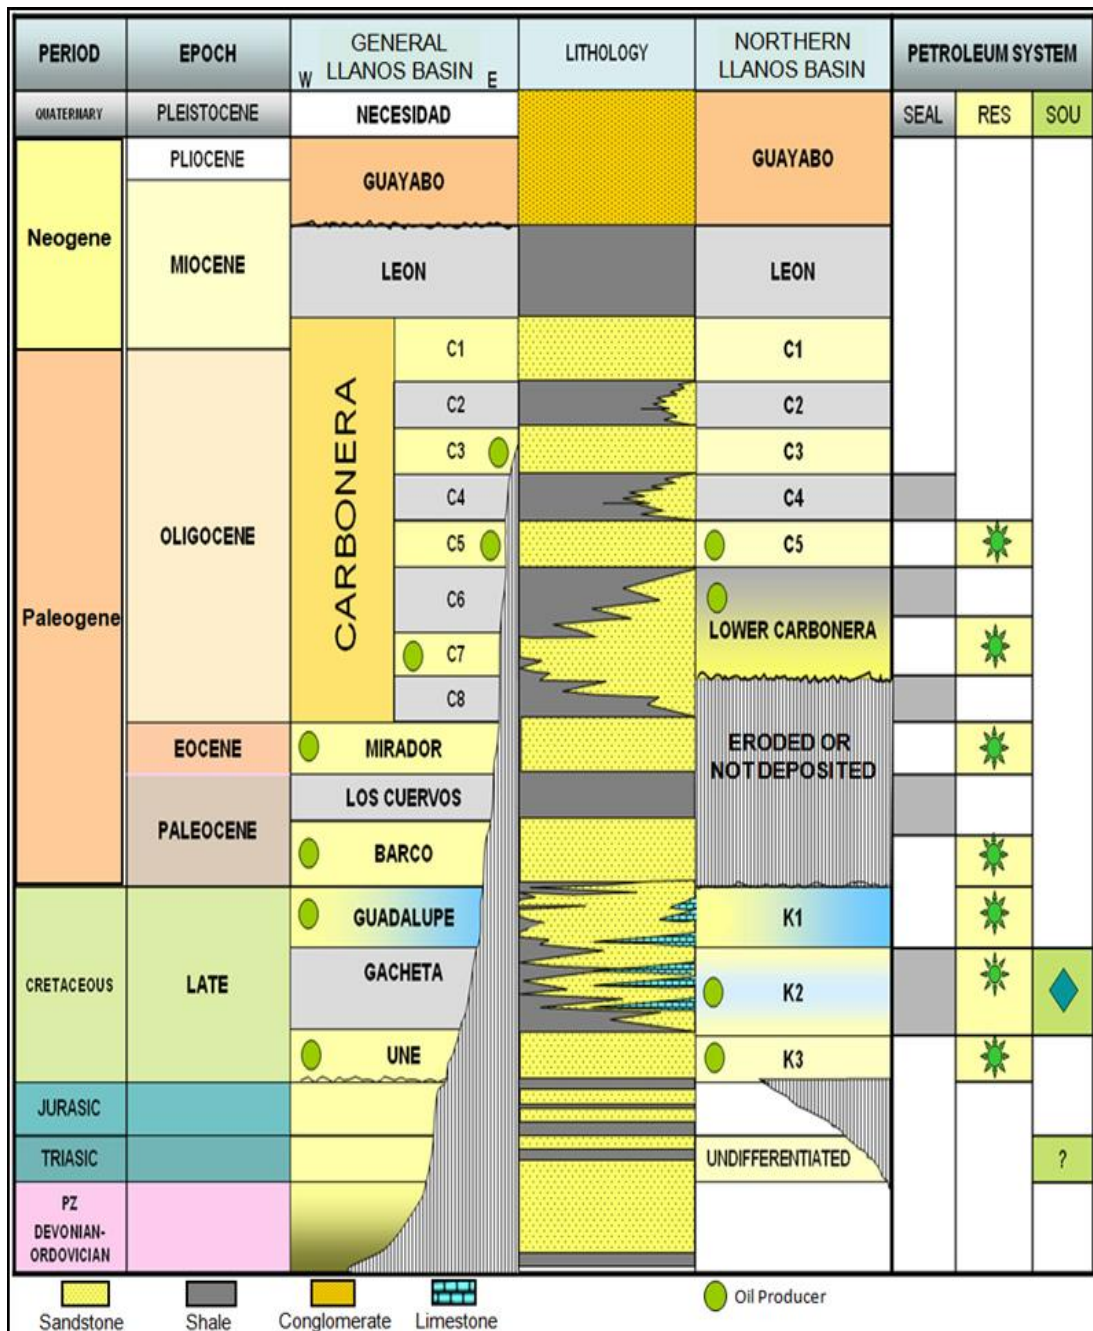 PERIOD
EPOCH
GENERAL
LLANOS BASIN
W
E
LITHOLOGY
NORTHERN
LLANOS BASIN
PETROLEUM SYSTEM
QUATERNARY
PLEISTOCENE
NECESIDAD
SEAL
RES
SOU
PLIOCENE
GUAYABO
GUAYABO
Neogene
MIOCENE
LEON
LEON
CARBONERA
C1
C1
C2
C2
C3
C3
C4
C4
OLIGOCENE
C5
C5
C6
Paleogene
LOWER CARBONERA
C7
C8
EOCENE
MIRADOR
ERODED OR
NOT DEPOSITED
LOS CUERVOS
PALEOCENE
BARCO
GUADALUPE
K1
CRETACEOUS
LATE
GACHETA
K2
UNE
K3
JURASIC
TRIASIC
UNDIFFERENTIATED
?
PZ
DEVONIAN-
ORDOVICIAN
Sandstone
Shale
Conglomerate
Limestone
Oil Producer